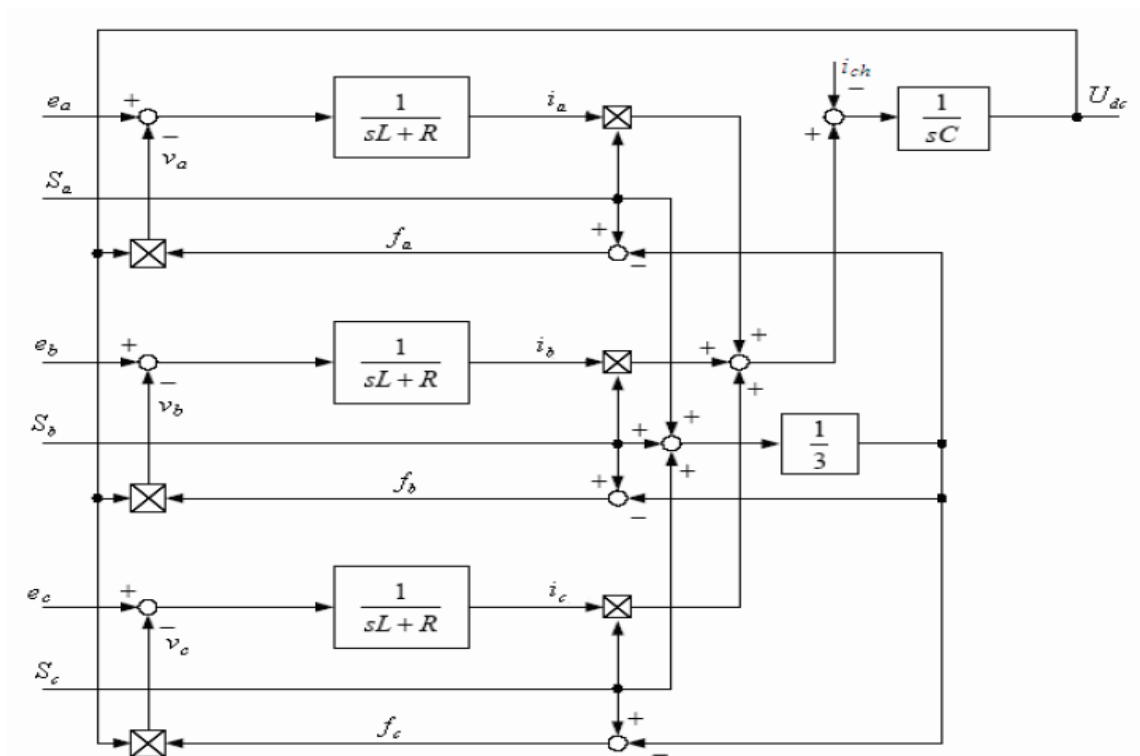 i_ch
−
e_a
+
−
1
sL + R
i_a
1
sC
U_dc
+
v_a
S_a
+
f_a
−
e_b
+
−
1
sL + R
i_b
+
+
+
v_b
S_b
+
+
+
1
3
+
f_b
−
e_c
+
−
1
sL + R
i_c
v_c
S_c
+
f_c
−